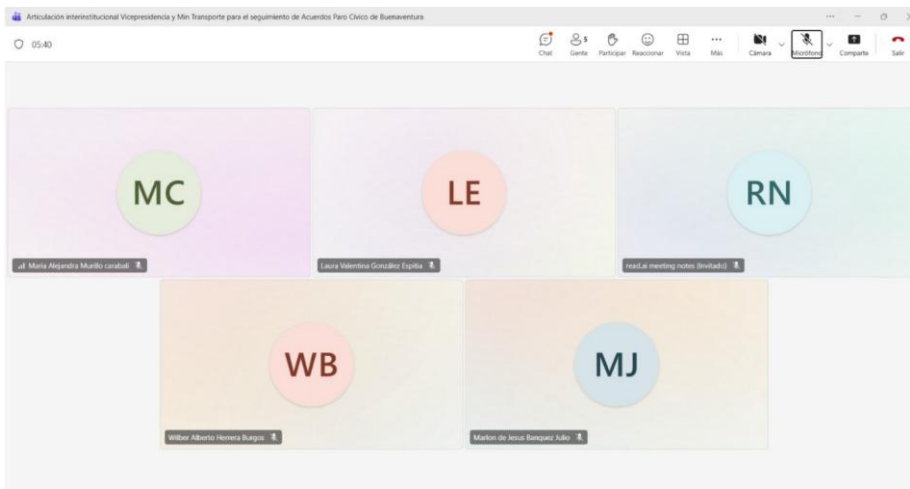 Articulación interinstitucional Vicepresidencia y Min Transporte para el seguimiento de Acuerdos Paro Cívico de Buenaventura
05:40
Chat
Gente 5
Participar
Reaccionar
Vista
Más
Cámara
Micrófono
Comparte
Salir
MC
LE
RN
Maria Alejandra Murillo carabali
Laura Valentina González Espitia
read.ai meeting notes (Invitado)
WB
MJ
Wilber Alberto Herrera Burgos
Marlon de Jesus Banquez Julio